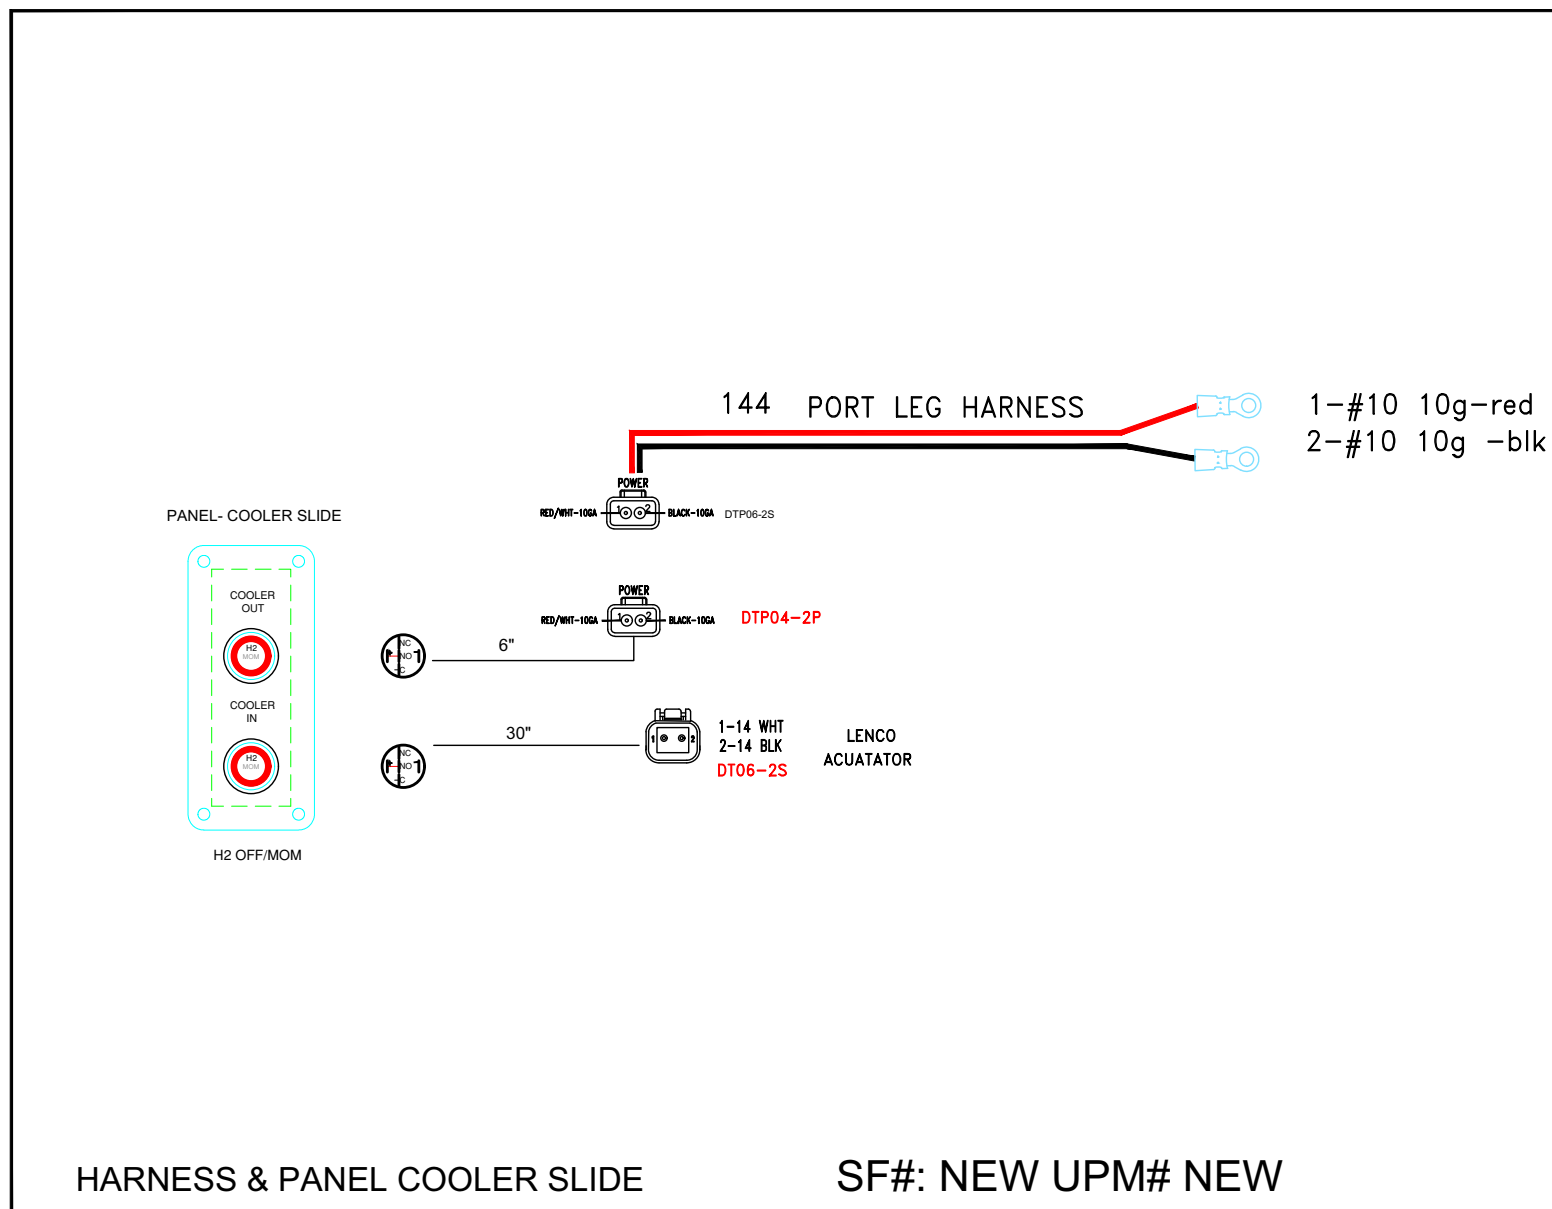 144 PORT LEG HARNESS
1-#10 10g-red
2-#10 10g -blk
POWER
RED/WHT-10GA 1 2 BLACK-10GA DTP06-2S
PANEL- COOLER SLIDE
COOLER
OUT
H2
MOM
COOLER
IN
H2
MOM
H2 OFF/MOM
POWER
RED/WHT-10GA 1 2 BLACK-10GA DTP04-2P
NC
NO
C
6"
NC
NO
C
30"
1 2
1-14 WHT
2-14 BLK
DT06-2S
LENCO
ACUATATOR
HARNESS & PANEL COOLER SLIDE
SF#: NEW UPM# NEW